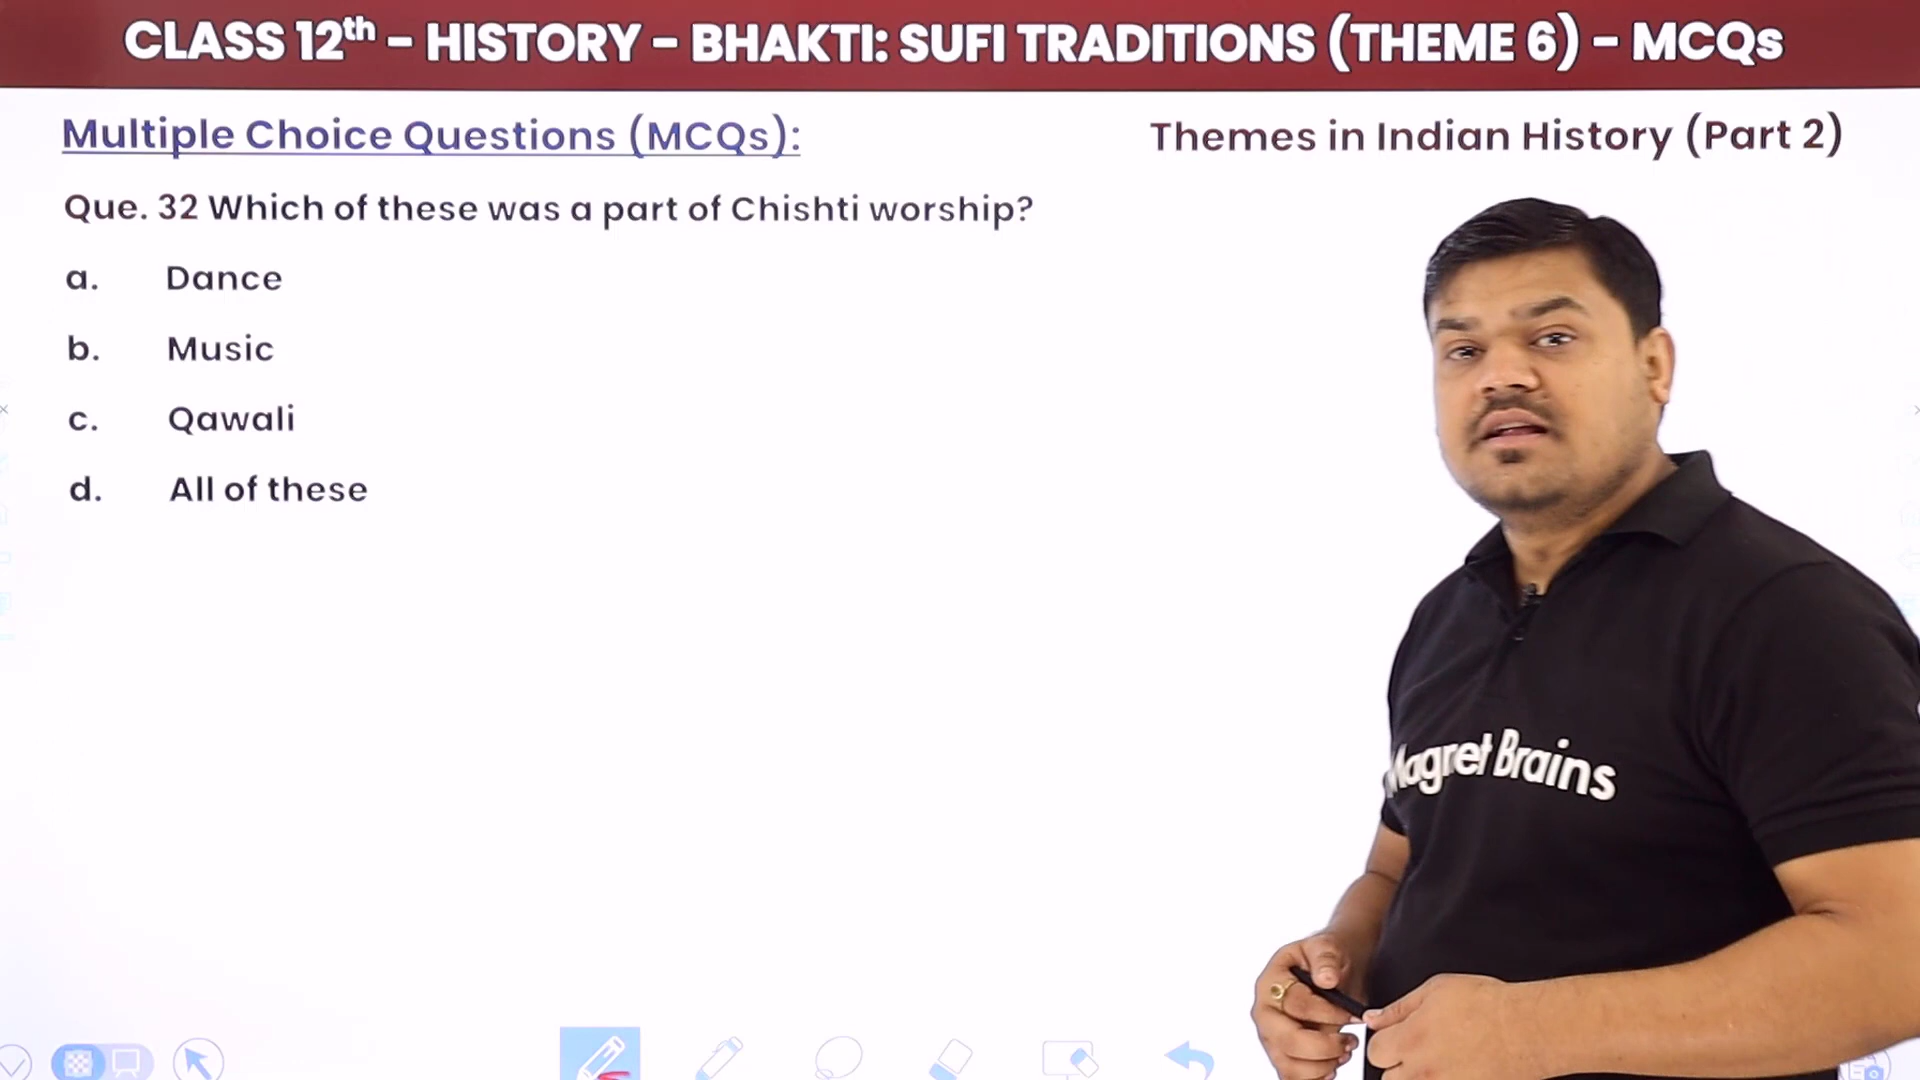 CLASS 12th - HISTORY - BHAKTI: SUFI TRADITIONS (THEME 6) - MCQs
Multiple Choice Questions (MCQs):
Themes in Indian History (Part 2)
Que. 32 Which of these was a part of Chishti worship?
a. Dance
b. Music
c. Qawali
d. All of these
Magret Brains